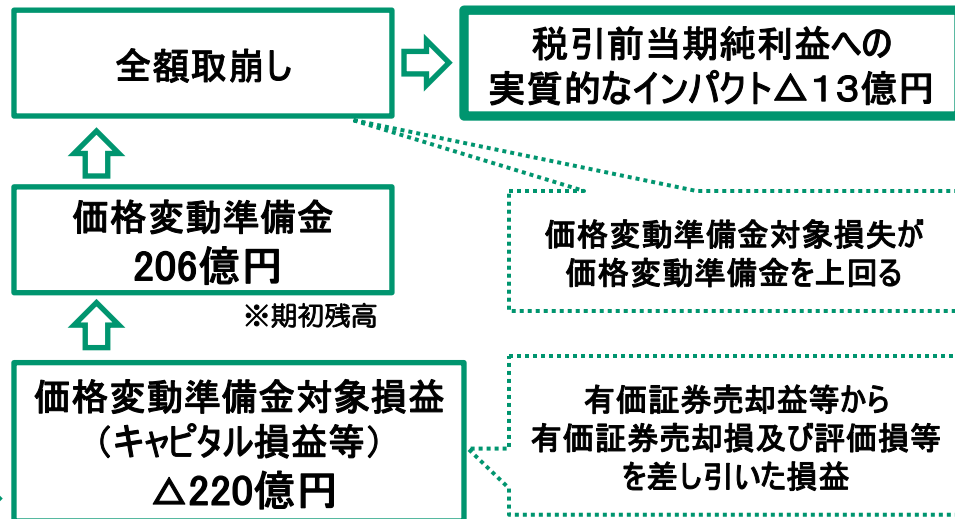 全額取崩し
税引前当期純利益への
実質的なインパクト△13億円
価格変動準備金
206億円
※期初残高
価格変動準備金対象損失が
価格変動準備金を上回る
価格変動準備金対象損益
（キャピタル損益等）
△220億円
有価証券売却益等から
有価証券売却損及び評価損等
を差し引いた損益